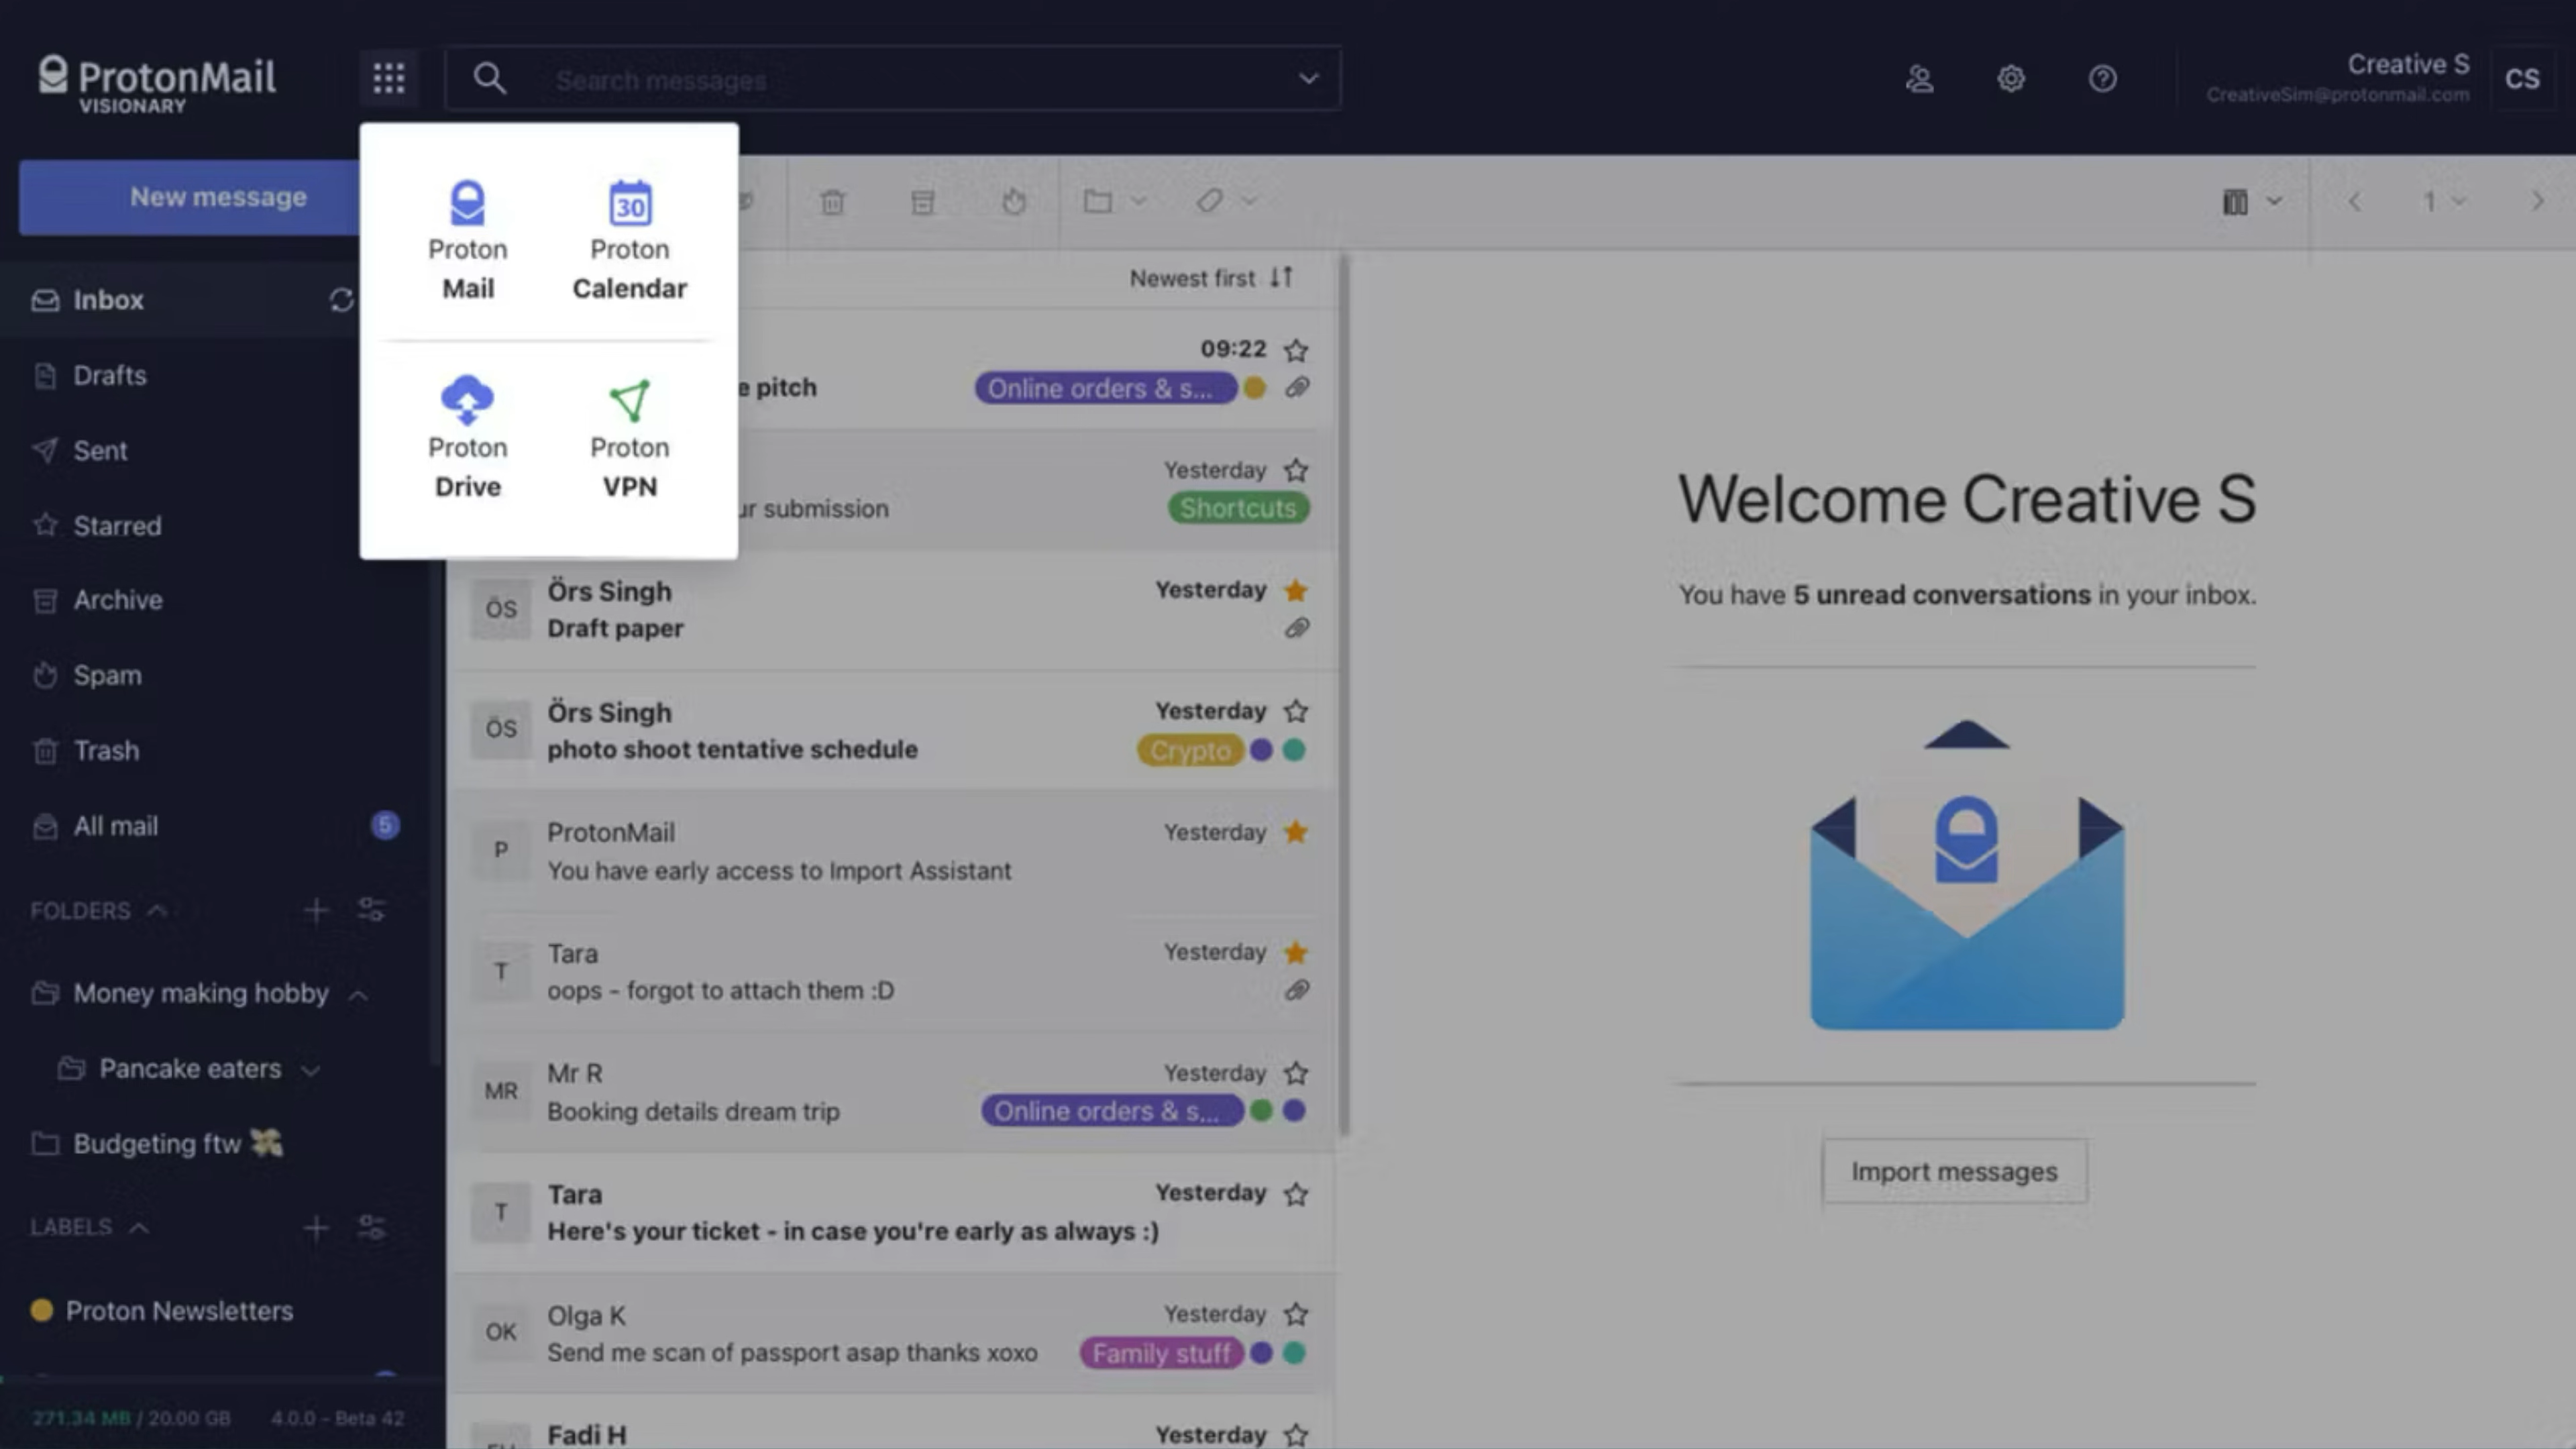 ProtonMail
VISIONARY
Search messages
Creative S
CreativeSim@protonmail.com
CS
New message
Inbox
Drafts
Sent
Starred
Archive
Spam
Trash
All mail
5
FOLDERS
Money making hobby
Pancake eaters
Budgeting ftw 💸
LABELS
Proton Newsletters
271.34 MB / 20.00 GB
4.0.0 - Beta 42
Proton
Mail
30
Proton
Calendar
Proton
Drive
Proton
VPN
1
Newest first
09:22
pitch
Online orders & s...
Yesterday
submission
Shortcuts
ÖS
Örs Singh
Yesterday
Draft paper
ÖS
Örs Singh
Yesterday
photo shoot tentative schedule
Crypto
P
ProtonMail
Yesterday
You have early access to Import Assistant
T
Tara
Yesterday
oops - forgot to attach them :D
MR
Mr R
Yesterday
Booking details dream trip
Online orders & s...
T
Tara
Yesterday
Here's your ticket - in case you're early as always :)
OK
Olga K
Yesterday
Send me scan of passport asap thanks xoxo
Family stuff
Fadi H
Yesterday
Welcome Creative S
You have 5 unread conversations in your inbox.
Import messages